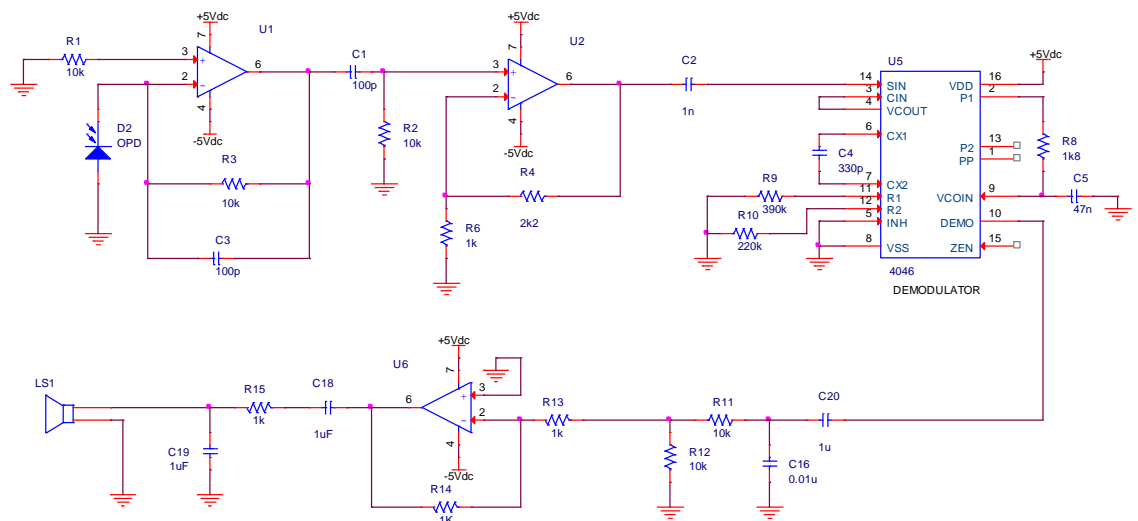 +5Vdc
R1
10k
3
2
7
+
-
4
6
U1
-5Vdc
D2
OPD
R3
10k
C3
100p
C1
100p
R2
10k
+5Vdc
U2
3
2
7
+
-
4
6
-5Vdc
R4
2k2
R6
1k
C2
1n
U5
14 SIN
3 CIN
4 VCOUT
6 CX1
7 CX2
11 R1
12 R2
5 INH
8 VSS
VDD 16
P1 2
P2 13
PP 1
VCOIN 9
DEMO 10
ZEN 15
4046
DEMODULATOR
+5Vdc
R8
1k8
C5
47n
C4
330p
R9
390k
R10
220k
LS1
R15
1k
C18
1uF
C19
1uF
U6
+5Vdc
7
3
2
+
-
6
4
-5Vdc
R14
1K
R13
1k
R11
10k
R12
10k
C16
0.01u
C20
1u